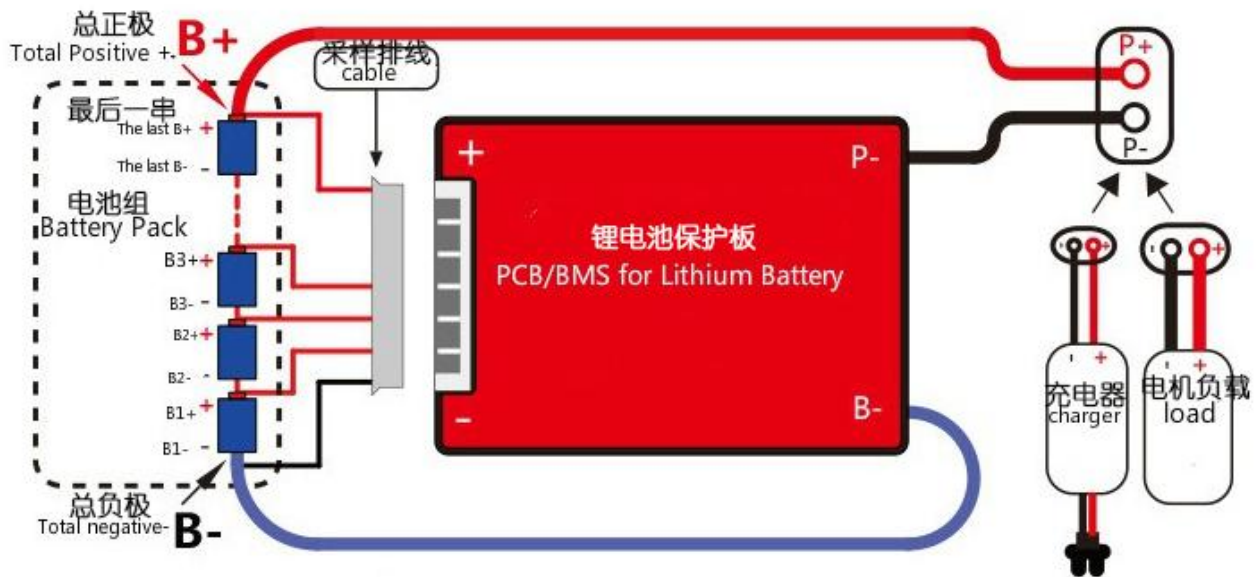 总正极 B+
Total Positive +
最后一串
The last B+ +
The last B- -
电池组
Battery Pack
B3+ +
B3- -
B2+ +
B2- -
B1+ +
B1- -
总负极
Total negative- B-
采样排线
cable
+
P-
锂电池保护板
PCB/BMS for Lithium Battery
B-
-
P+
P-
- +
- +
充电器
charger
- +
- +
电机负载
load